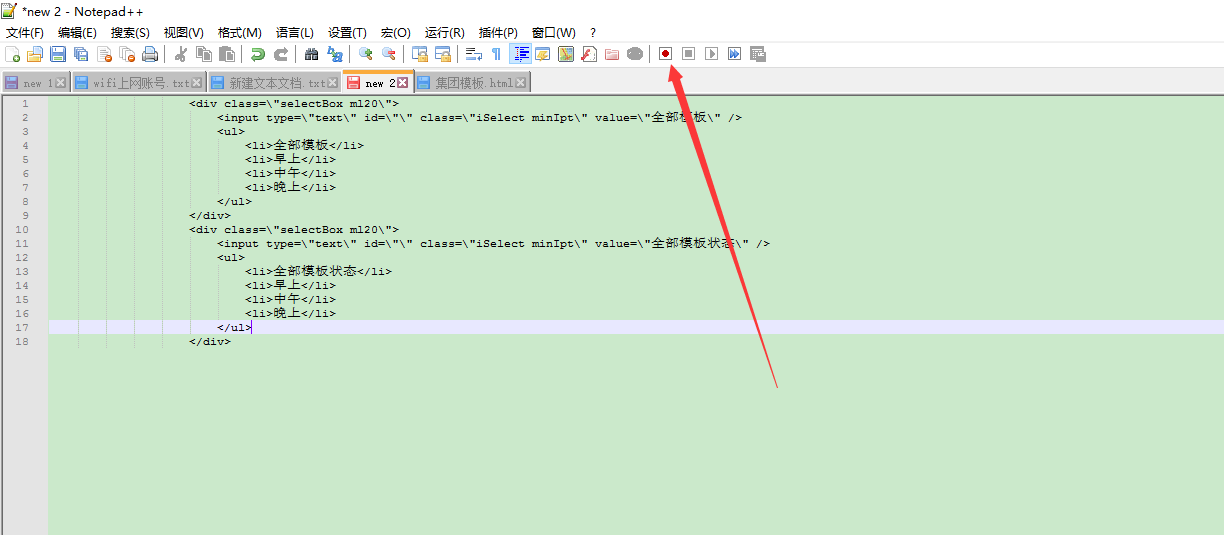 *new 2 - Notepad++
文件(F) 编辑(E) 搜索(S) 视图(V) 格式(M) 语言(L) 设置(T) 宏(O) 运行(R) 插件(P) 窗口(W) ?
new 1 wifi上网账号.txt 新建文本文档.txt new 2 集团模板.html
1 <div class=\"selectBox ml20\">
2 <input type=\"text\" id=\"\" class=\"iSelect minIpt\" value=\"全部模板\" />
3 <ul>
4 <li>全部模板</li>
5 <li>早上</li>
6 <li>中午</li>
7 <li>晚上</li>
8 </ul>
9 </div>
10 <div class=\"selectBox ml20\">
11 <input type=\"text\" id=\"\" class=\"iSelect minIpt\" value=\"全部模板状态\" />
12 <ul>
13 <li>全部模板状态</li>
14 <li>早上</li>
15 <li>中午</li>
16 <li>晚上</li>
17 </ul>
18 </div>